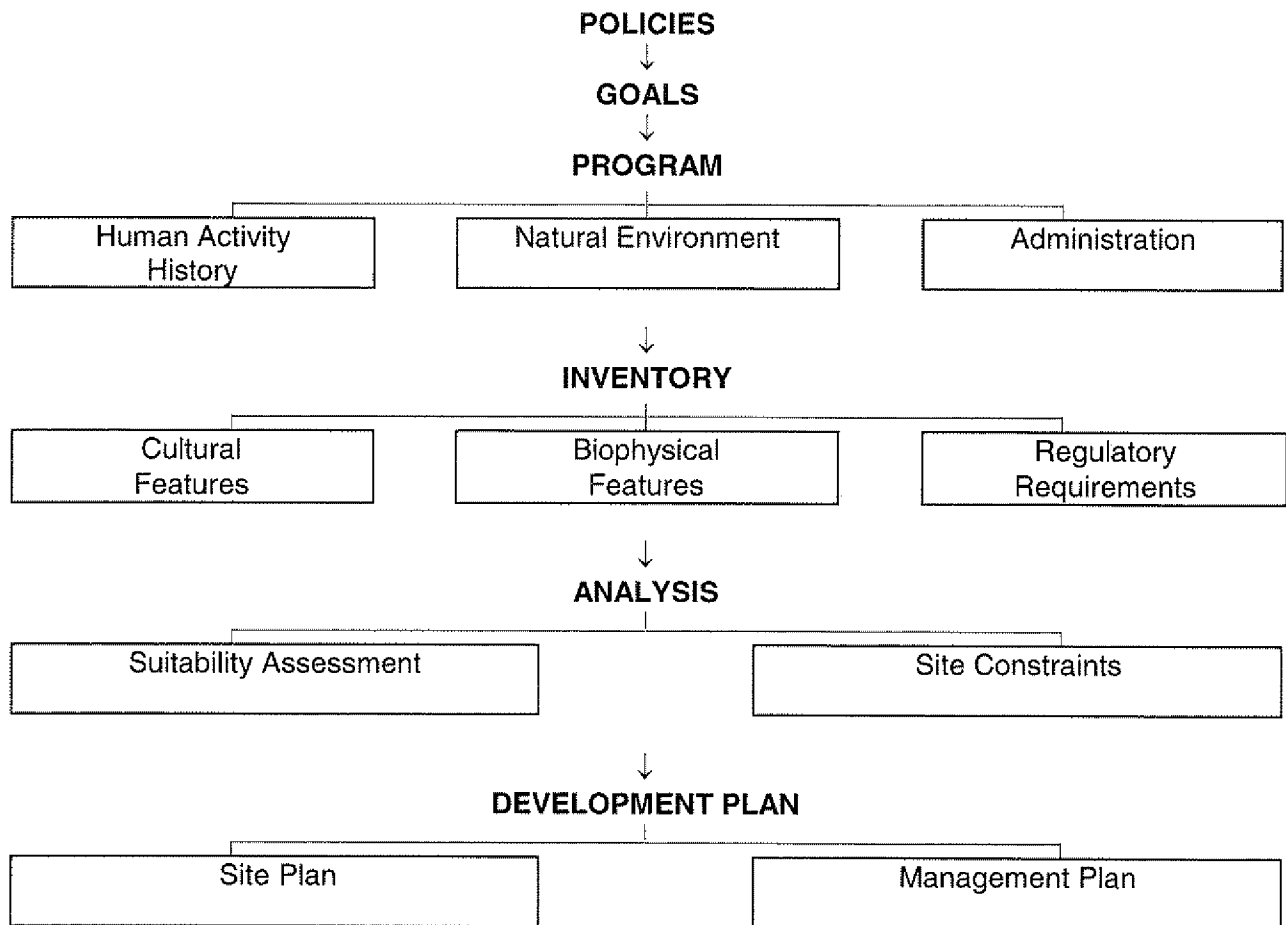 POLICIES
↓
GOALS
↓
PROGRAM
Human Activity
History
Natural Environment
Administration
↓
INVENTORY
Cultural
Features
Biophysical
Features
Regulatory
Requirements
↓
ANALYSIS
Suitability Assessment
Site Constraints
↓
DEVELOPMENT PLAN
Site Plan
Management Plan